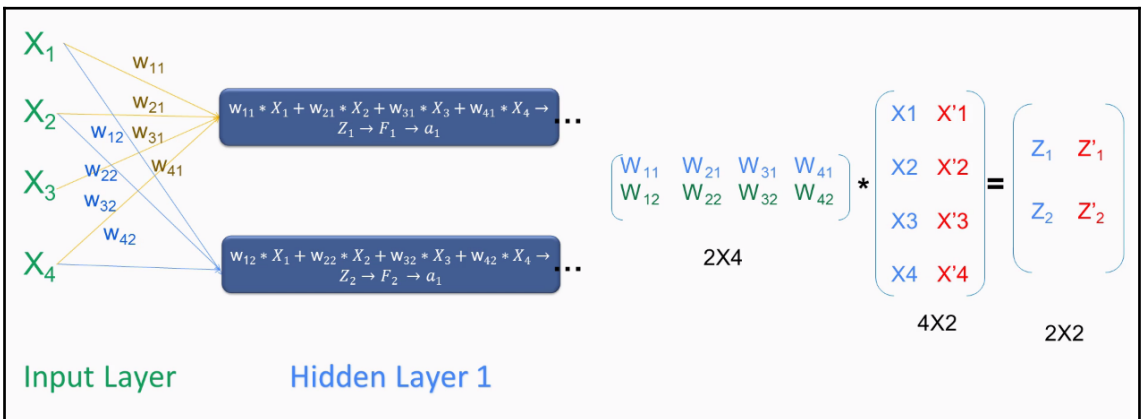 X₁
w₁₁
X₂
w₂₁
w₁₂
w₃₁
X₃
w₂₂
w₄₁
w₃₂
w₄₂
X₄
w₁₁ * X₁ + w₂₁ * X₂ + w₃₁ * X₃ + w₄₁ * X₄ →
Z₁ → F₁ → a₁
...
w₁₂ * X₁ + w₂₂ * X₂ + w₃₂ * X₃ + w₄₂ * X₄ →
Z₂ → F₂ → a₁
...
Input Layer
Hidden Layer 1
W₁₁ W₂₁ W₃₁ W₄₁
W₁₂ W₂₂ W₃₂ W₄₂
2X4
*
X1 X'1
X2 X'2
X3 X'3
X4 X'4
4X2
=
Z₁ Z'₁
Z₂ Z'₂
2X2